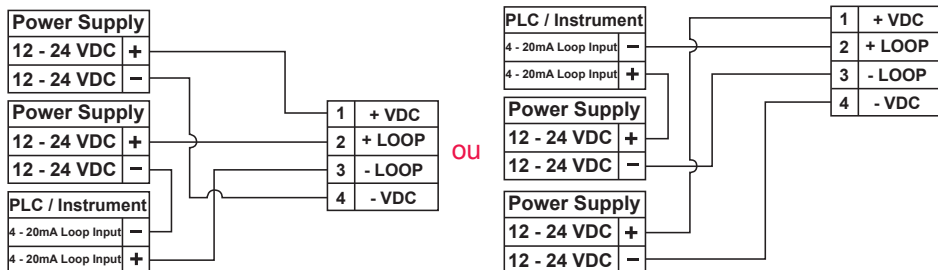 Power Supply
12 - 24 VDC +
12 - 24 VDC −
Power Supply
12 - 24 VDC +
12 - 24 VDC −
PLC / Instrument
4 - 20mA Loop Input −
4 - 20mA Loop Input +
1 + VDC
2 + LOOP
3 - LOOP
4 - VDC
ou
PLC / Instrument
4 - 20mA Loop Input −
4 - 20mA Loop Input +
Power Supply
12 - 24 VDC +
12 - 24 VDC −
Power Supply
12 - 24 VDC +
12 - 24 VDC −
1 + VDC
2 + LOOP
3 - LOOP
4 - VDC